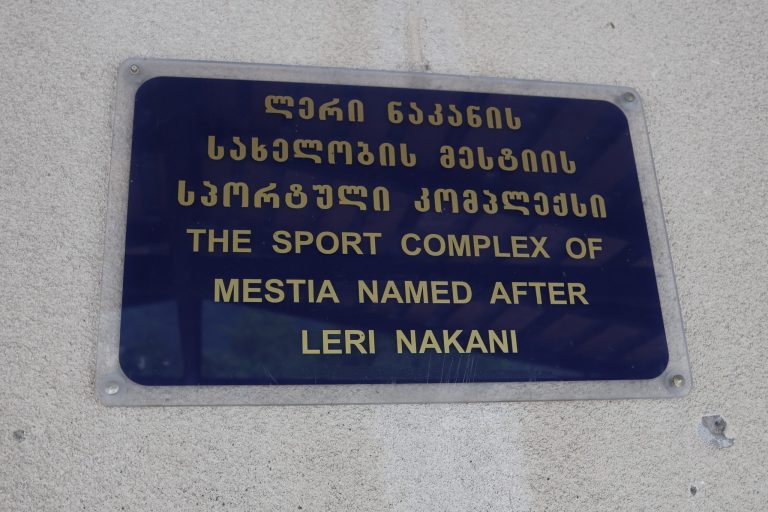 ლერი ნაკანის
სახელობის მესტიის
სპორტული კომპლექსი
THE SPORT COMPLEX OF
MESTIA NAMED AFTER
LERI NAKANI